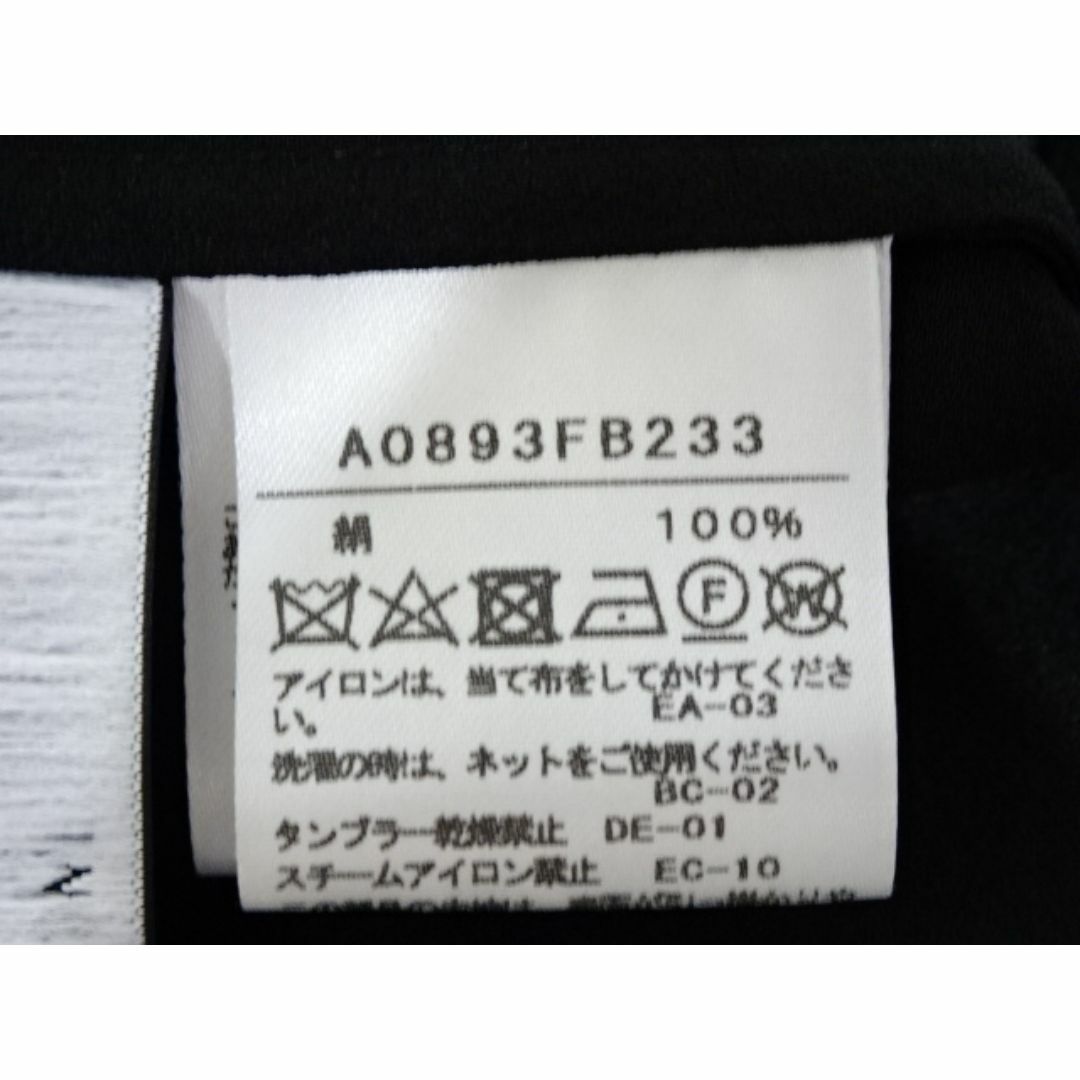 A0893FB233
絹 100%
F W
アイロンは、当て布をしてかけてくださ
い。 EA-03
洗濯の時は、ネットをご使用ください。
BC-02
タンブラー乾燥禁止 DE-01
スチームアイロン禁止 EC-10